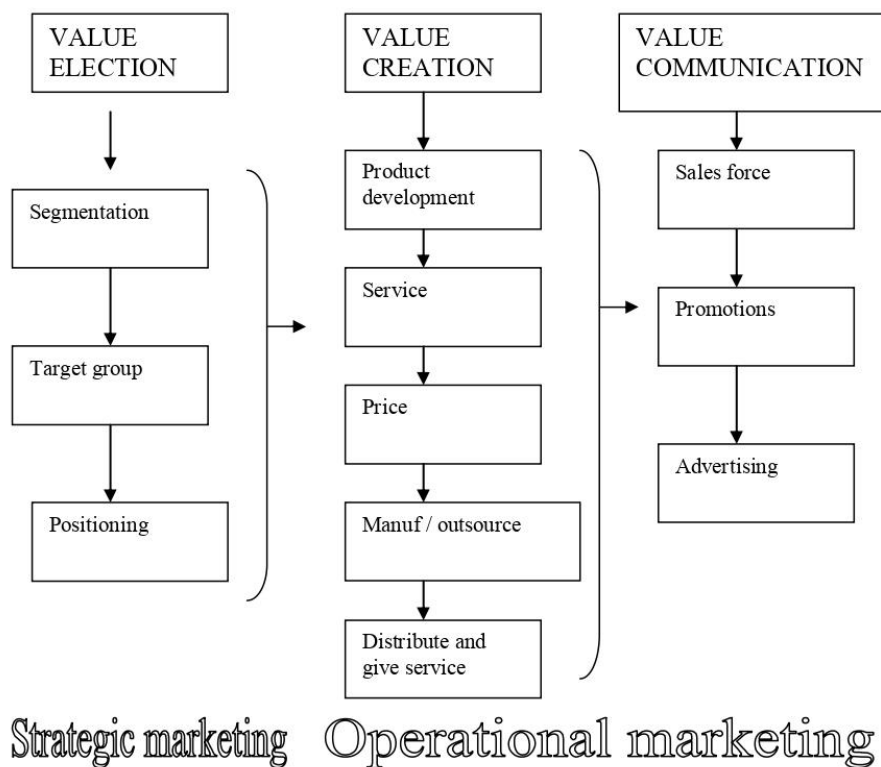 VALUE
ELECTION
Segmentation
Target group
Positioning
VALUE
CREATION
Product
development
Service
Price
Manuf / outsource
Distribute and
give service
VALUE
COMMUNICATION
Sales force
Promotions
Advertising
Strategic marketing
Operational marketing